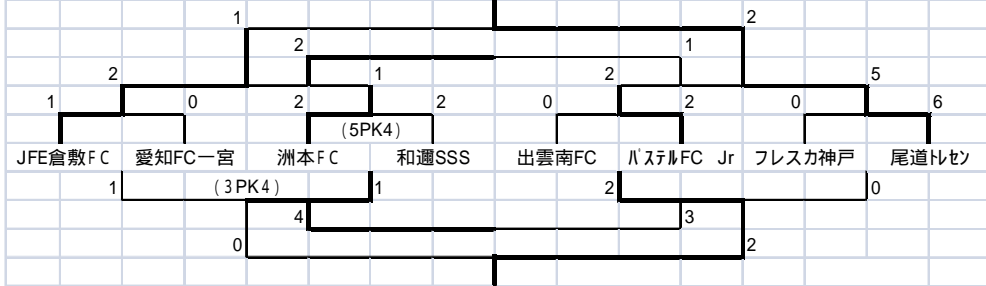 1 2
2 1
2 1 2 5
1 0 2 2 0 2 0 6
(5PK4)
JFE倉敷FC 愛知FC一宮 洲本FC 和邇SSS 出雲南FC パステルFC Jr フレスカ神戸 尾道トレセン
1 (3PK4) 1 2 0
4 3
0 2